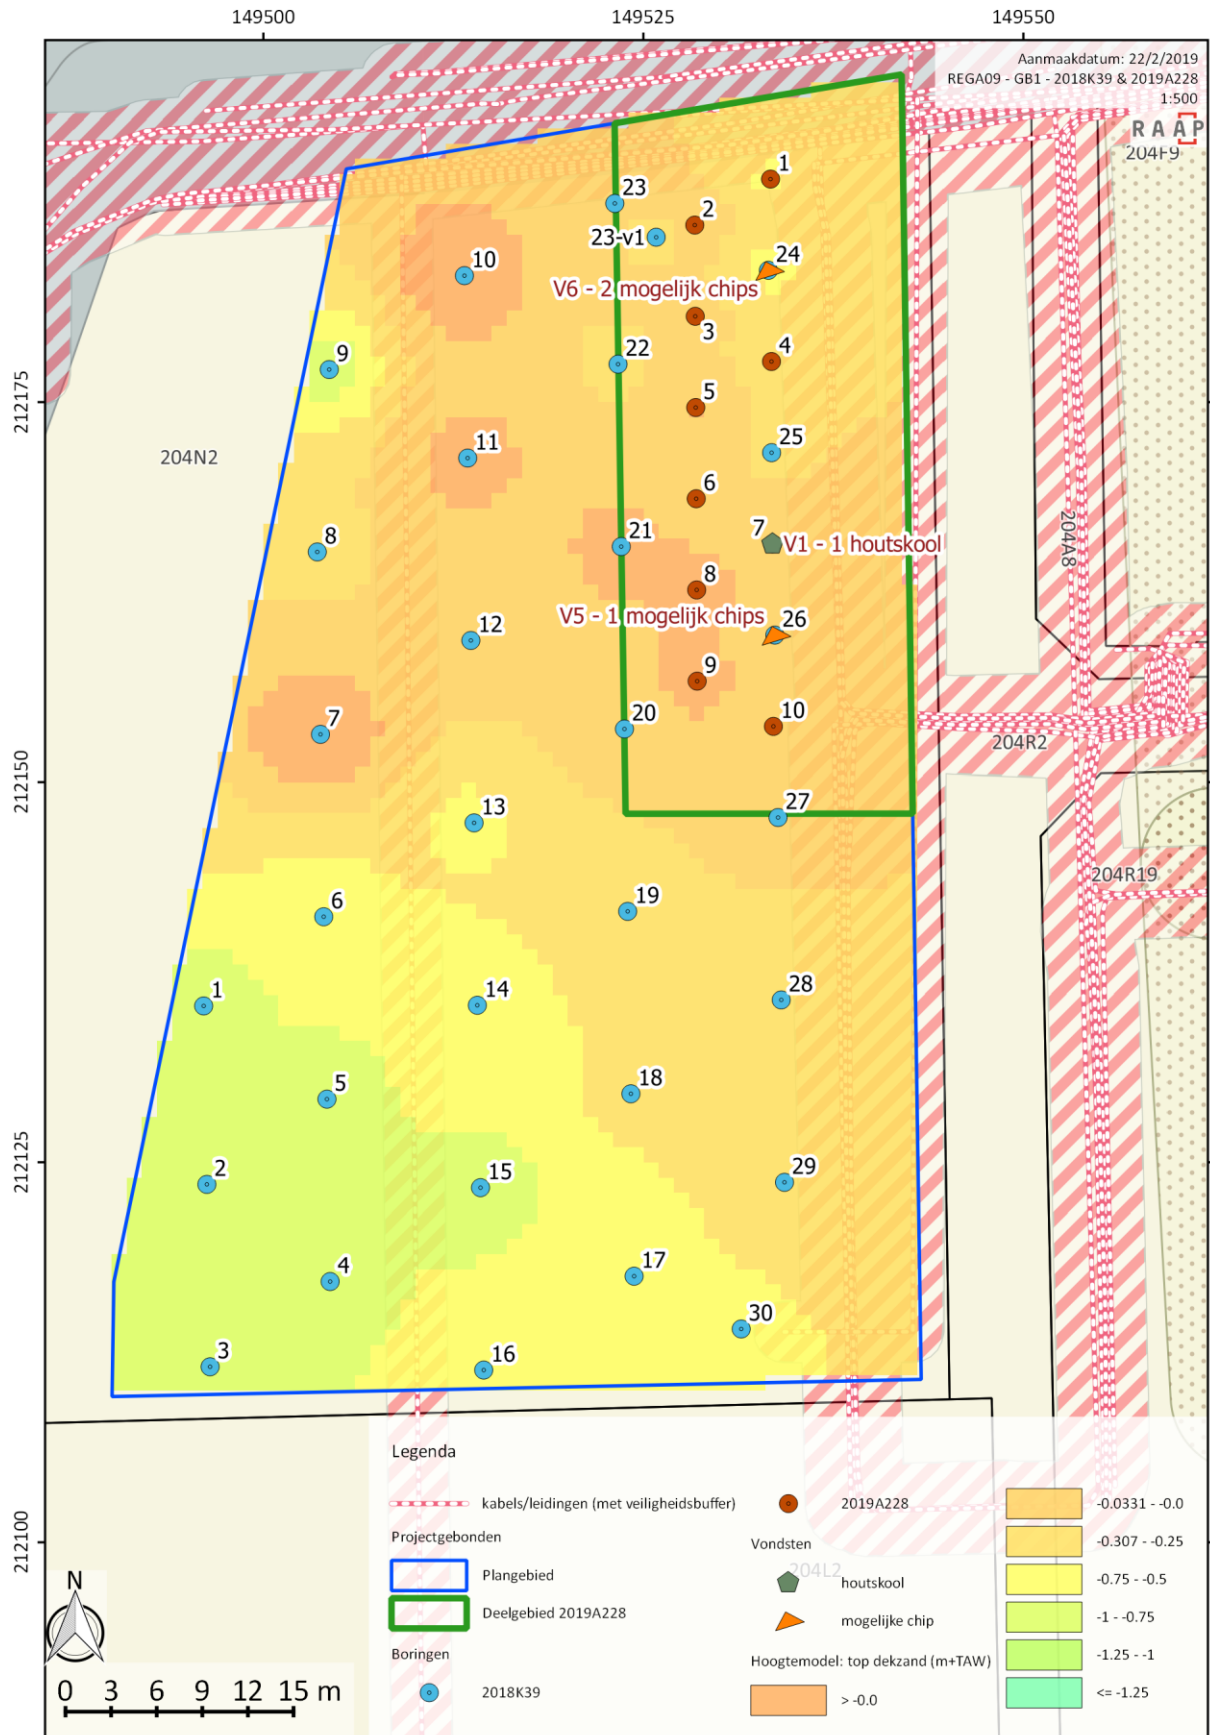 149500
149525
149550
Aanmaakdatum: 22/2/2019
REGA09 - GB1 - 2018K39 & 2019A228
1:500
RAAP
204F9
1
23
2
23-v1
24
10
V6 - 2 mogelijk chips
3
4
22
9
5
212175
204N2
11
25
6
204A8
8
21
7
V1 - 1 houtskool
8
V5 - 1 mogelijk chips
26
12
9
7
20
10
204R2
212150
13
27
204R19
6
19
1
14
28
5
18
212125
2
15
29
4
17
30
3
16
Legenda
kabels/leidingen (met veiligheidsbuffer)
Projectgebonden
Plangebied
Deelgebied 2019A228
Boringen
2018K39
2019A228
Vondsten
204L2
houtskool
mogelijke chip
Hoogtemodel: top dekzand (m+TAW)
> -0.0
-0.0331 - -0.0
-0.307 - -0.25
-0.75 - -0.5
-1 - -0.75
-1.25 - -1
<= -1.25
212100
N
0 3 6 9 12 15 m